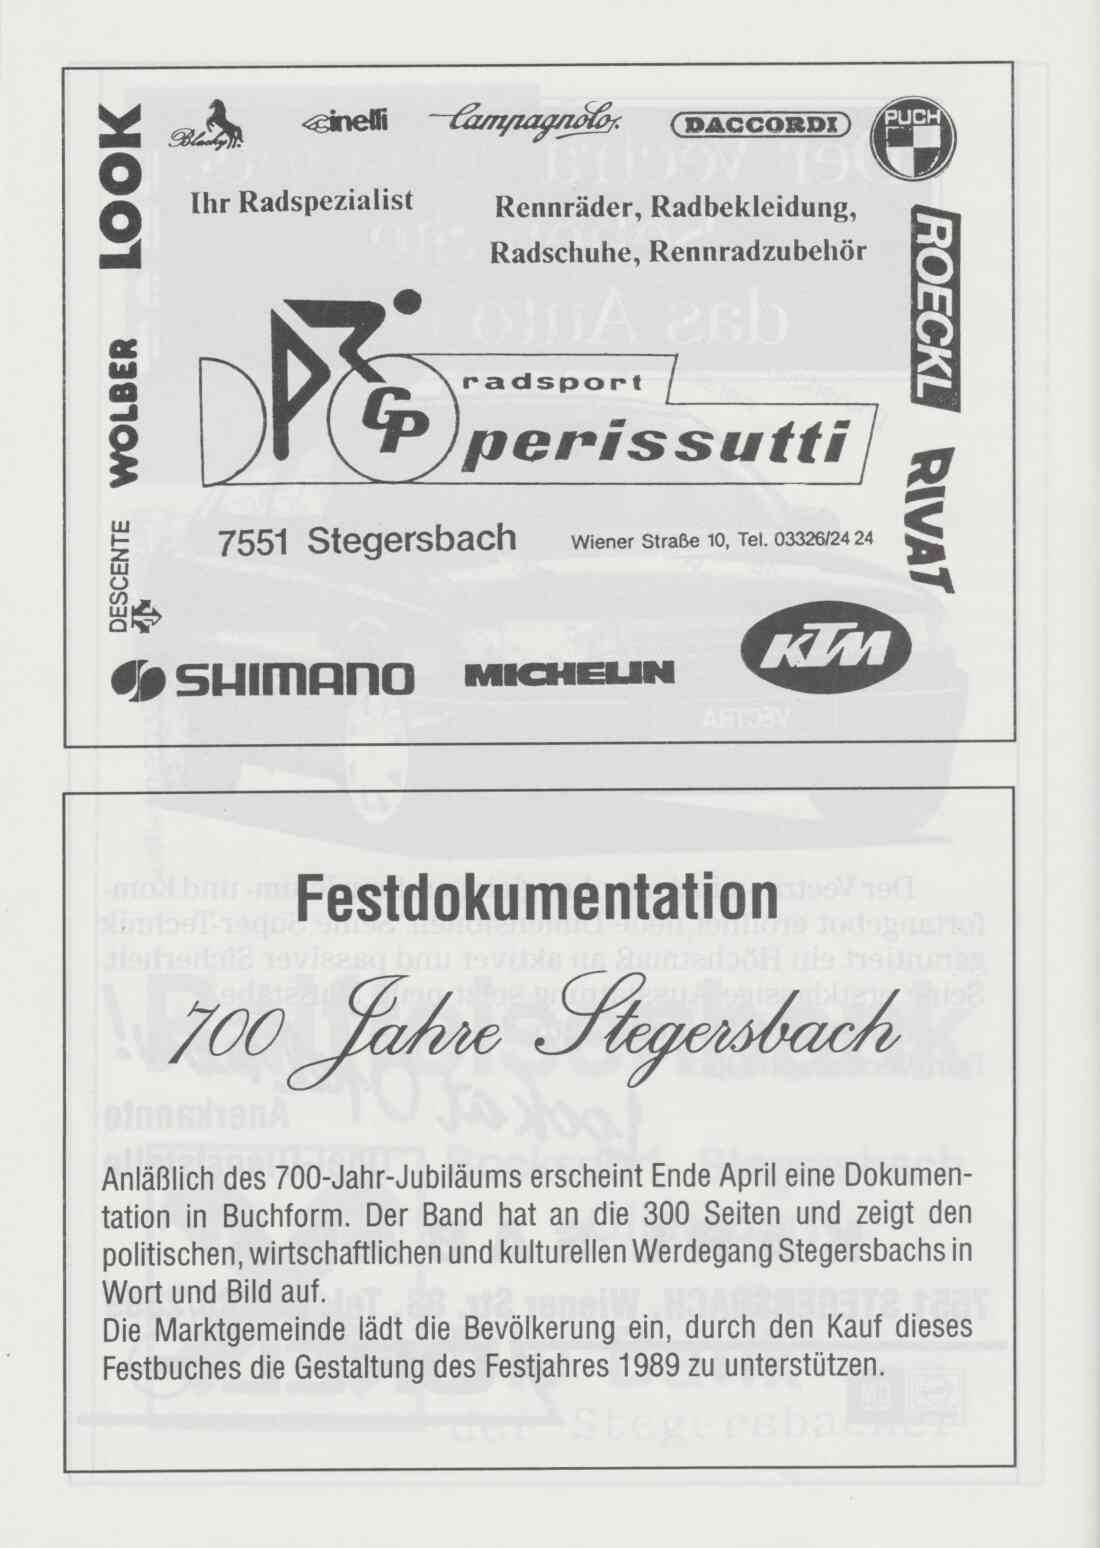 LOOK
Blacky
cinelli
Campagnolo
DACCORDI
PUCH
Ihr Radspezialist
Rennräder, Radbekleidung,
Radschuhe, Rennradzubehör
ROECKL
WOLBER
GP
radsport
perissutti
RIVAT
DESCENTE
7551 Stegersbach
Wiener Straße 10, Tel. 03326/24 24
SHIMANO
MICHELIN
KTM
Festdokumentation
700 Jahre Stegersbach
Anläßlich des 700-Jahr-Jubiläums erscheint Ende April eine Dokumen-
tation in Buchform. Der Band hat an die 300 Seiten und zeigt den
politischen, wirtschaftlichen und kulturellen Werdegang Stegersbachs in
Wort und Bild auf.
Die Marktgemeinde lädt die Bevölkerung ein, durch den Kauf dieses
Festbuches die Gestaltung des Festjahres 1989 zu unterstützen.